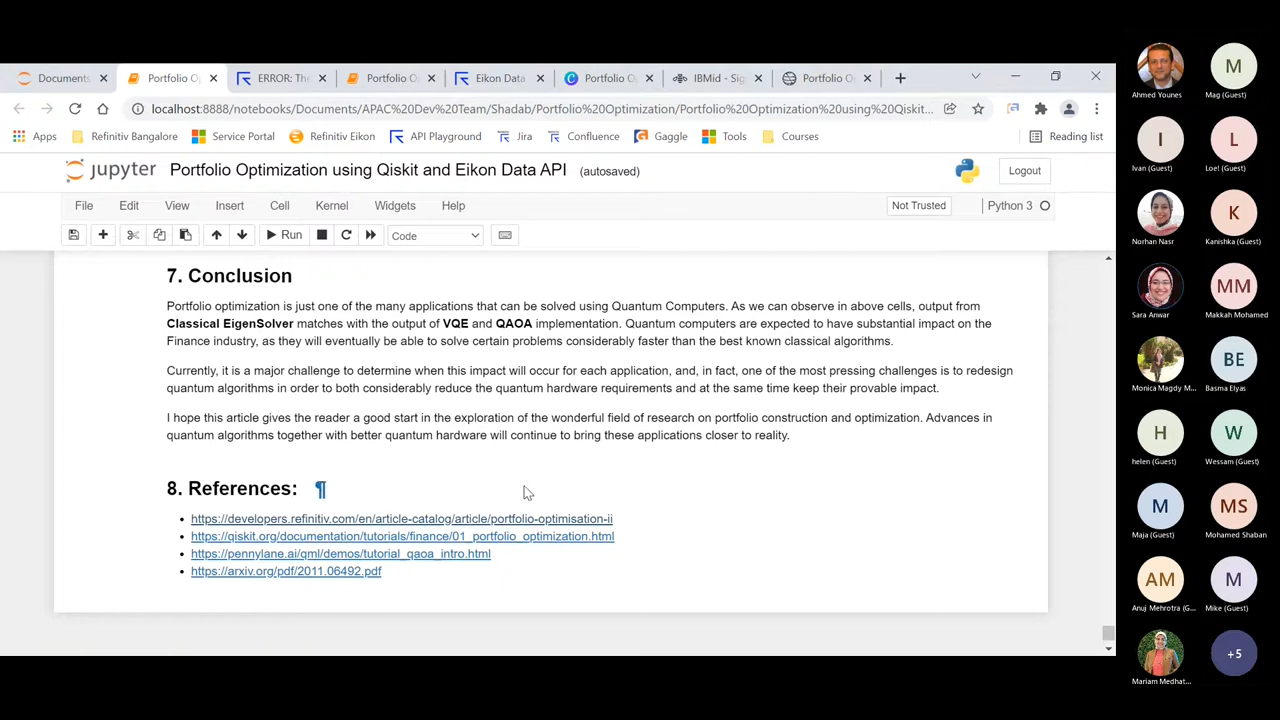 Documents
Portfolio O
ERROR: The
Portfolio O
Eikon Data
Portfolio O
IBMid - Sig
Portfolio O
localhost:8888/notebooks/Documents/APAC%20Dev%20Team/Shadab/Portfolio%20Optimization/Portfolio%20Optimization%20using%20Qiskit...
Apps
Refinitiv Bangalore
Service Portal
Refinitiv Eikon
API Playground
Jira
Confluence
Kaggle
Tools
Courses
Reading list
jupyter Portfolio Optimization using Qiskit and Eikon Data API (autosaved)
Logout
File Edit View Insert Cell Kernel Widgets Help
Not Trusted
Python 3
Run
Code
7. Conclusion
Portfolio optimization is just one of the many applications that can be solved using Quantum Computers. As we can observe in above cells, output from
Classical EigenSolver matches with the output of VQE and QAOA implementation. Quantum computers are expected to have substantial impact on the
Finance industry, as they will eventually be able to solve certain problems considerably faster than the best known classical algorithms.
Currently, it is a major challenge to determine when this impact will occur for each application, and, in fact, one of the most pressing challenges is to redesign
quantum algorithms in order to both considerably reduce the quantum hardware requirements and at the same time keep their provable impact.
I hope this article gives the reader a good start in the exploration of the wonderful field of research on portfolio construction and optimization. Advances in
quantum algorithms together with better quantum hardware will continue to bring these applications closer to reality.
8. References: ¶
• https://developers.refinitiv.com/en/article-catalog/article/portfolio-optimisation-ii
• https://qiskit.org/documentation/tutorials/finance/01_portfolio_optimization.html
• https://pennylane.ai/qml/demos/tutorial_qaoa_intro.html
• https://arxiv.org/pdf/2011.06492.pdf
Ahmed Younes
M
Mag (Guest)
I
Ivan (Guest)
L
Loe! (Guest)
Norhan Nasr
K
Kanishka (Guest)
Sara Anwar
MM
Makkah Mohamed
Monica Magdy M...
BE
Basma Elyas
H
helen (Guest)
W
Wessam (Guest)
M
Maja (Guest)
MS
Mohamed Shaban
AM
Anuj Mehrotra (G...
M
Mike (Guest)
Mariam Medhat...
+5